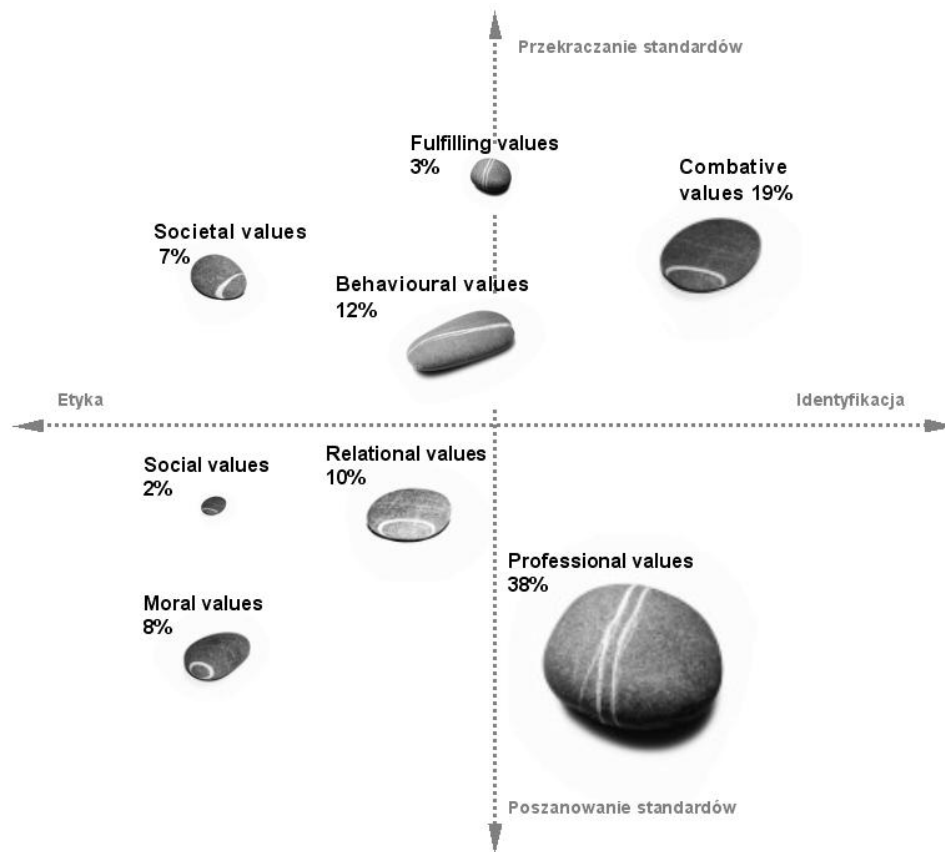 Przekraczanie standardów
Fulfilling values
3%
Combative
values 19%
Societal values
7%
Behavioural values
12%
Etyka
Identyfikacja
Social values
2%
Relational values
10%
Professional values
38%
Moral values
8%
Poszanowanie standardów